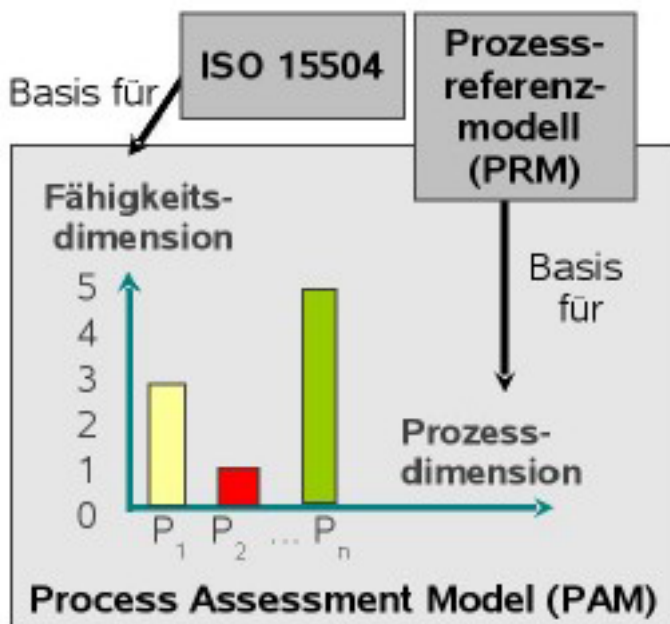 ISO 15504
Prozess-
referenz-
modell
(PRM)
Basis für
Fähigkeits-
dimension
Basis
für
5
4
3
2
1
0
Prozess-
dimension
P1 P2 ... Pn
Process Assessment Model (PAM)